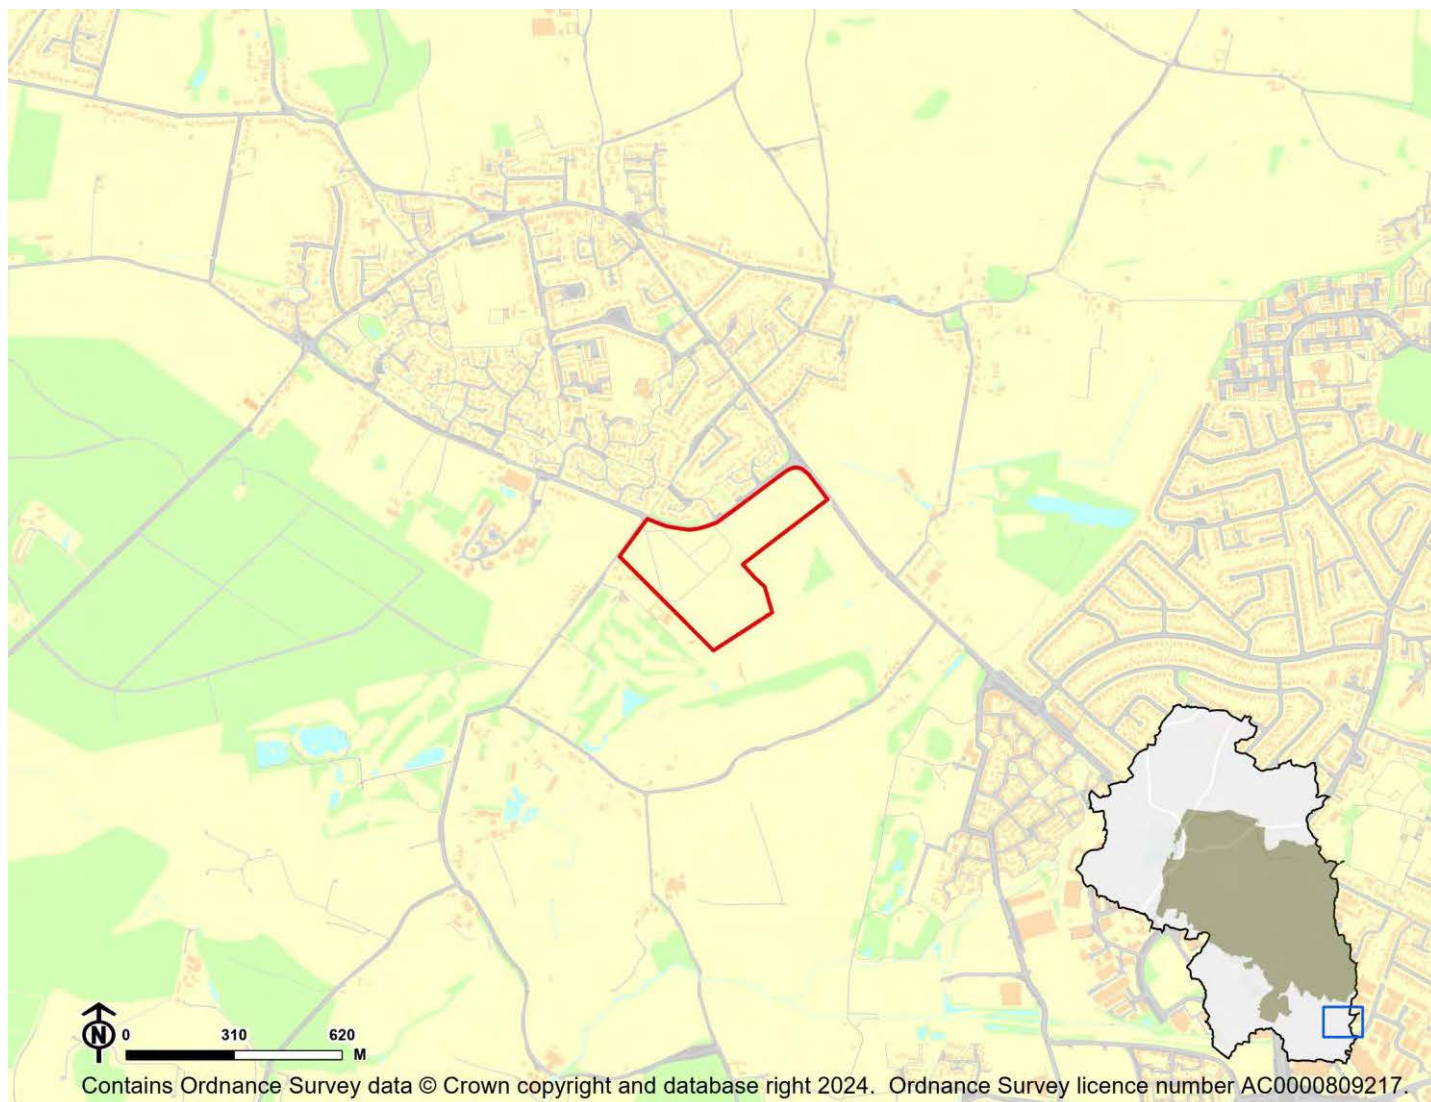 N 0 310 620
M
Contains Ordnance Survey data © Crown copyright and database right 2024. Ordnance Survey licence number AC0000809217.